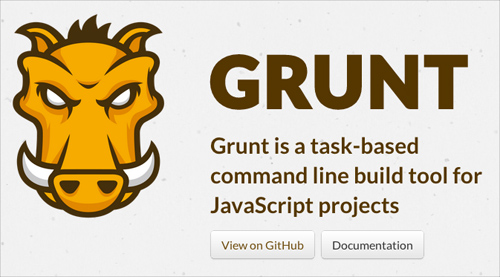 GRUNT
Grunt is a task-based
command line build tool for
JavaScript projects
View on GitHub
Documentation